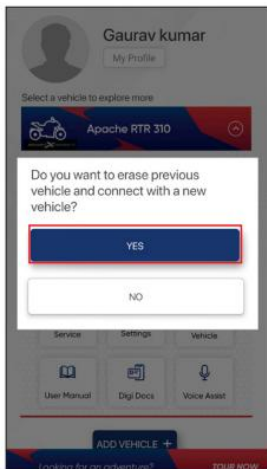 Gaurav kumar
My Profile
Select a vehicle to explore more
Apache RTR 310
Do you want to erase previous
vehicle and connect with a new
vehicle?
YES
NO
Service Settings Vehicle
User Manual Digi Docs Voice Assist
ADD VEHICLE +
Looking for an adventure? TOUR NOW